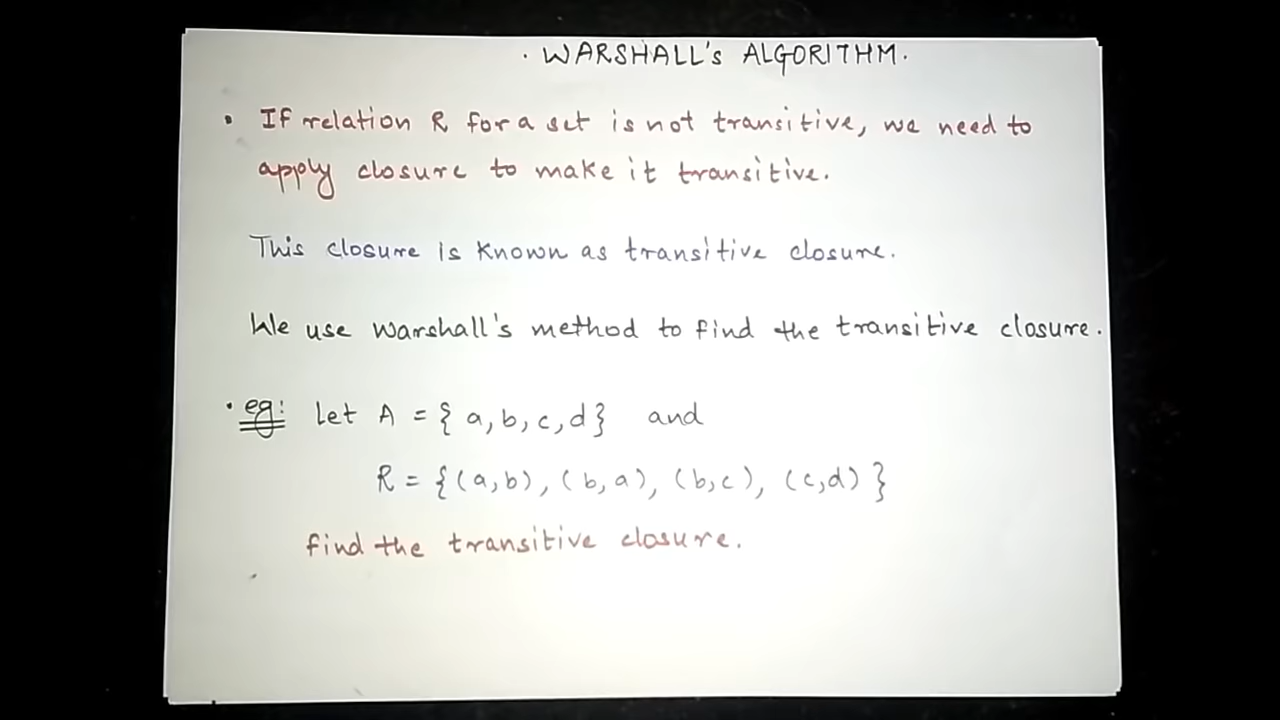 · WARSHALL's ALGORITHM.
• If relation R for a set is not transitive, we need to
apply closure to make it transitive.
This closure is known as transitive closure.
We use Warshall's method to find the transitive closure.
• eg: Let A = { a, b, c, d } and
R = { (a, b), (b, a), (b, c), (c, d) }
find the transitive closure.